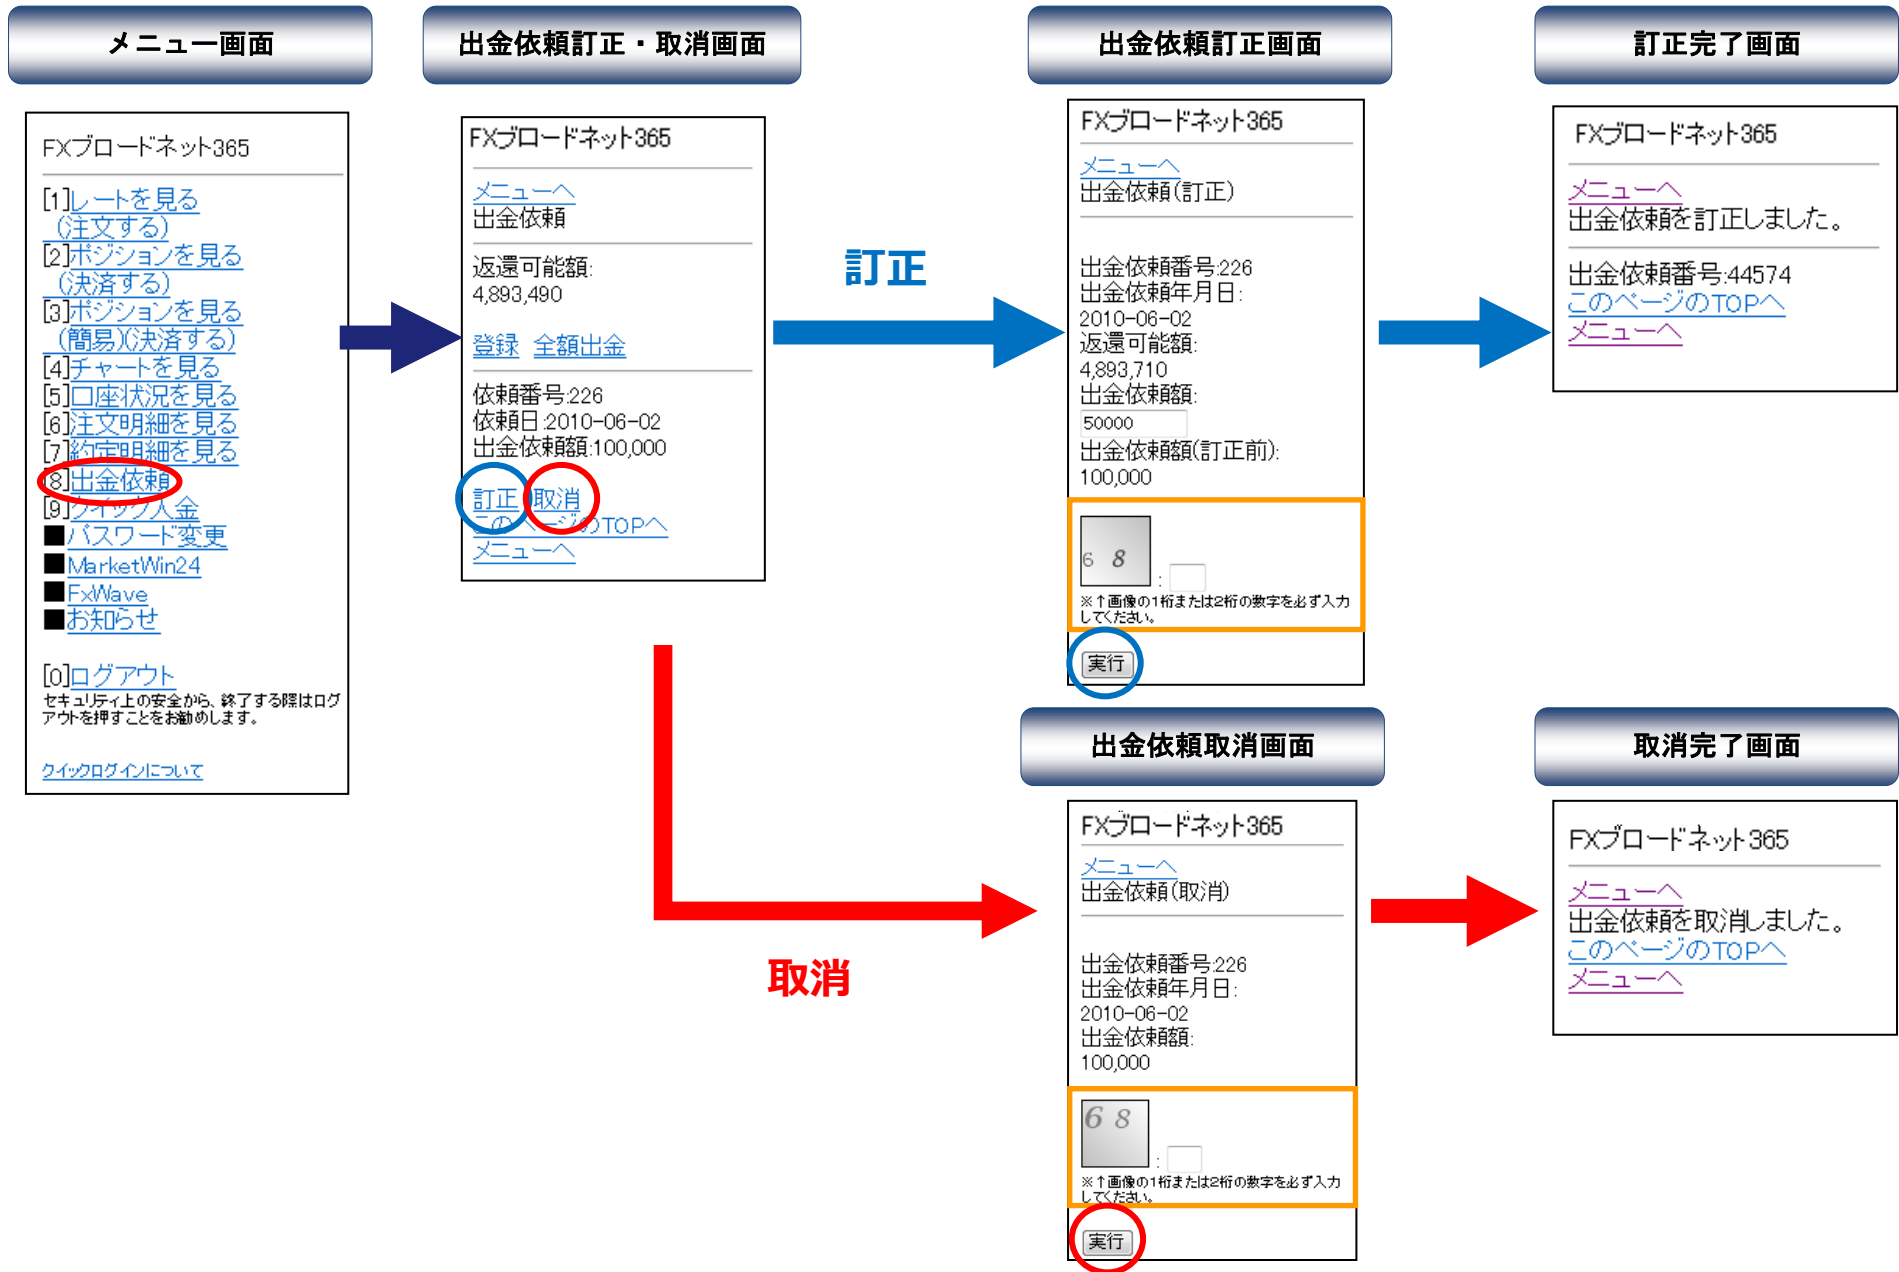 メニュー画面
FXブロードネット365
[1]レートを見る
(注文する)
[2]ポジションを見る
(決済する)
[3]ポジションを見る
(簡易)(決済する)
[4]チャートを見る
[5]口座状況を見る
[6]注文明細を見る
[7]約定明細を見る
[8]出金依頼
[9]クイック入金
■パスワード変更
■MarketWin24
■FxWave
■お知らせ
[0]ログアウト
セキュリティ上の安全から、終了する際はログ
アウトを押すことをお勧めします。
クイックログインについて
出金依頼訂正・取消画面
FXブロードネット365
メニューへ
出金依頼
返還可能額:
4,893,490
登録 全額出金
依頼番号:226
依頼日:2010-06-02
出金依頼額:100,000
訂正 取消
このページのTOPへ
メニューへ
訂正
取消
出金依頼訂正画面
FXブロードネット365
メニューへ
出金依頼(訂正)
出金依頼番号:226
出金依頼年月日:
2010-06-02
返還可能額:
4,893,710
出金依頼額:
50000
出金依頼額(訂正前):
100,000
6 8
:
※↑画像の1桁または2桁の数字を必ず入力
してください。
実行
訂正完了画面
FXブロードネット365
メニューへ
出金依頼を訂正しました。
出金依頼番号:44574
このページのTOPへ
メニューへ
出金依頼取消画面
FXブロードネット365
メニューへ
出金依頼(取消)
出金依頼番号:226
出金依頼年月日:
2010-06-02
出金依頼額:
100,000
6 8
:
※↑画像の1桁または2桁の数字を必ず入力
してください。
実行
取消完了画面
FXブロードネット365
メニューへ
出金依頼を取消しました。
このページのTOPへ
メニューへ